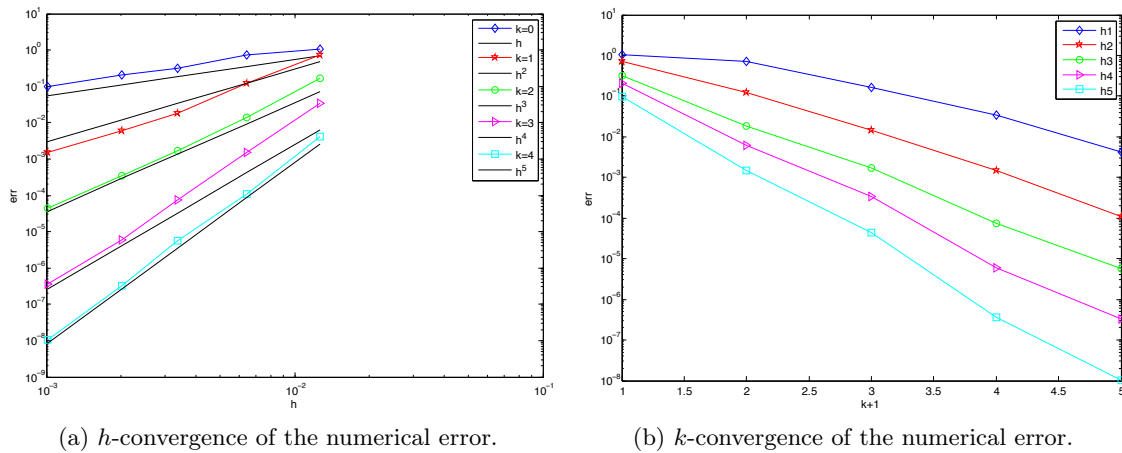 err
10^1
10^0
10^-1
10^-2
10^-3
10^-4
10^-5
10^-6
10^-7
10^-8
10^-9
10^-3
10^-2
10^-1
h
k=0
h
k=1
h^2
k=2
h^3
k=3
h^4
k=4
h^5
(a) h-convergence of the numerical error.
err
10^1
10^0
10^-1
10^-2
10^-3
10^-4
10^-5
10^-6
10^-7
10^-8
1
1.5
2
2.5
3
3.5
4
4.5
5
k+1
h1
h2
h3
h4
h5
(b) k-convergence of the numerical error.